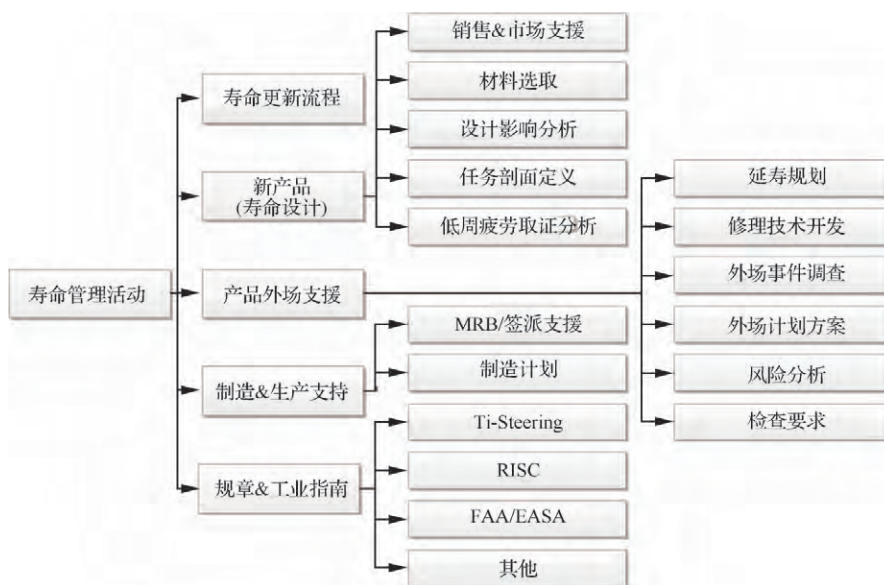 寿命管理活动
寿命更新流程
新产品
(寿命设计)
产品外场支援
制造&生产支持
规章&工业指南
销售&市场支援
材料选取
设计影响分析
任务剖面定义
低周疲劳取证分析
MRB/签派支援
制造计划
Ti-Steering
RISC
FAA/EASA
其他
延寿规划
修理技术开发
外场事件调查
外场计划方案
风险分析
检查要求